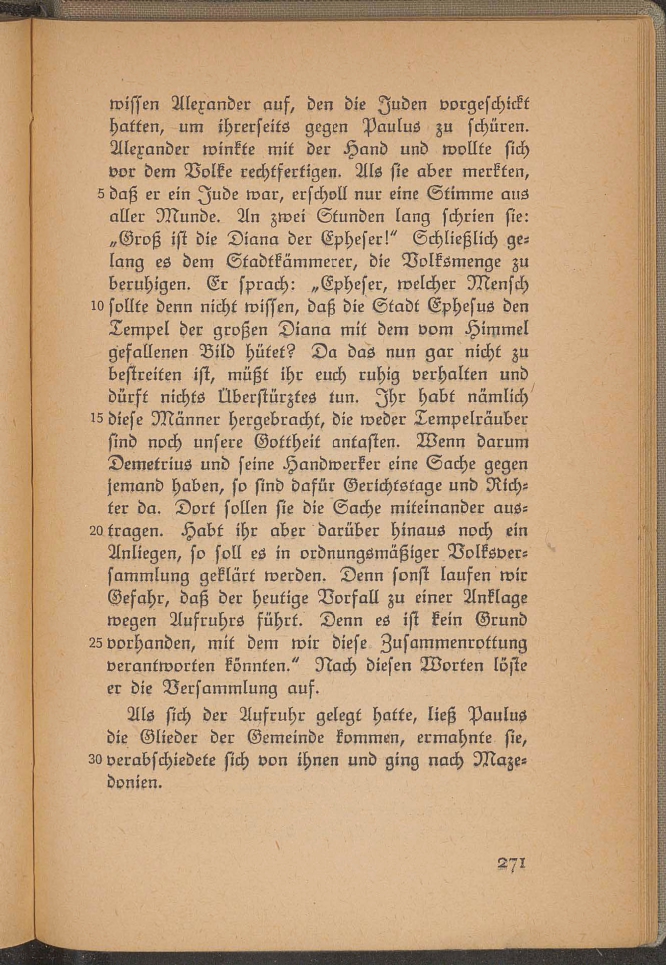 wissen Alexander auf, den die Juden vorgeschickt
hatten, um ihrerseits gegen Paulus zu schüren.
Alexander winkte mit der Hand und wollte sich
vor dem Volke rechtfertigen. Als sie aber merkten,
5 daß er ein Jude war, erscholl nur eine Stimme aus
aller Munde. An zwei Stunden lang schrien sie:
„Groß ist die Diana der Epheser!“ Schließlich ge⸗
lang es dem Stadtkämmerer, die Volksmenge zu
beruhigen. Er sprach: „Epheser, welcher Mensch
10 sollte denn nicht wissen, daß die Stadt Ephesus den
Tempel der großen Diana mit dem vom Himmel
gefallenen Bild hütet? Da das nun gar nicht zu
bestreiten ist, müßt ihr euch ruhig verhalten und
dürft nichts Überstürztes tun. Ihr habt nämlich
15 diese Männer hergebracht, die weder Tempelräuber
sind noch unsere Gottheit antasten. Wenn darum
Demetrius und seine Handwerker eine Sache gegen
jemand haben, so sind dafür Gerichtstage und Rich⸗
ter da. Dort sollen sie die Sache miteinander aus⸗
20 tragen. Habt ihr aber darüber hinaus noch ein
Anliegen, so soll es in ordnungsmäßiger Volksver⸗
sammlung geklärt werden. Denn sonst laufen wir
Gefahr, daß der heutige Vorfall zu einer Anklage
wegen Aufruhrs führt. Denn es ist kein Grund
25 vorhanden, mit dem wir diese Zusammenrottung
verantworten könnten.“ Nach diesen Worten löste
er die Versammlung auf.
Als sich der Aufruhr gelegt hatte, ließ Paulus
die Glieder der Gemeinde kommen, ermahnte sie,
30 verabschiedete sich von ihnen und ging nach Maze⸗
donien.
271